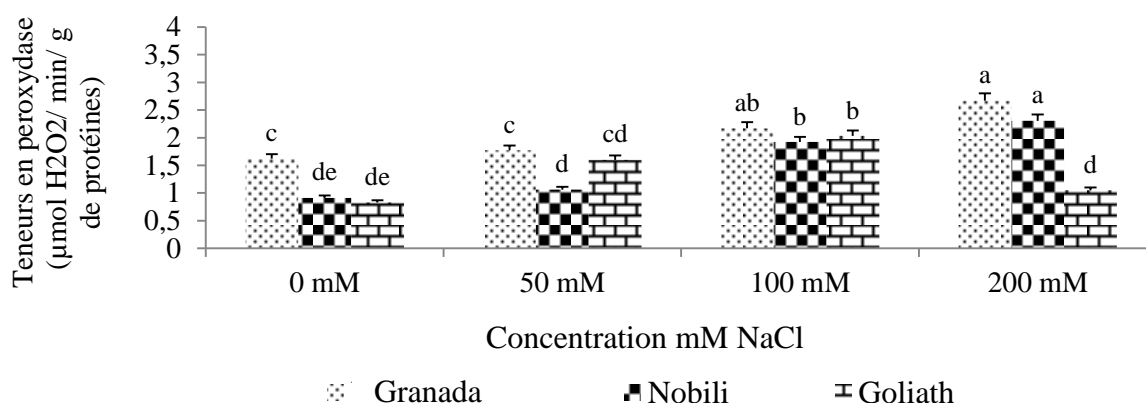 Teneurs en peroxydase
(µmol H2O2/ min/ g
de protéines)
4
3,5
3
2,5
2
1,5
1
0,5
0
c
de
de
c
d
cd
ab
b
b
a
a
d
0 mM
50 mM
100 mM
200 mM
Concentration mM NaCl
Granada
Nobili
Goliath